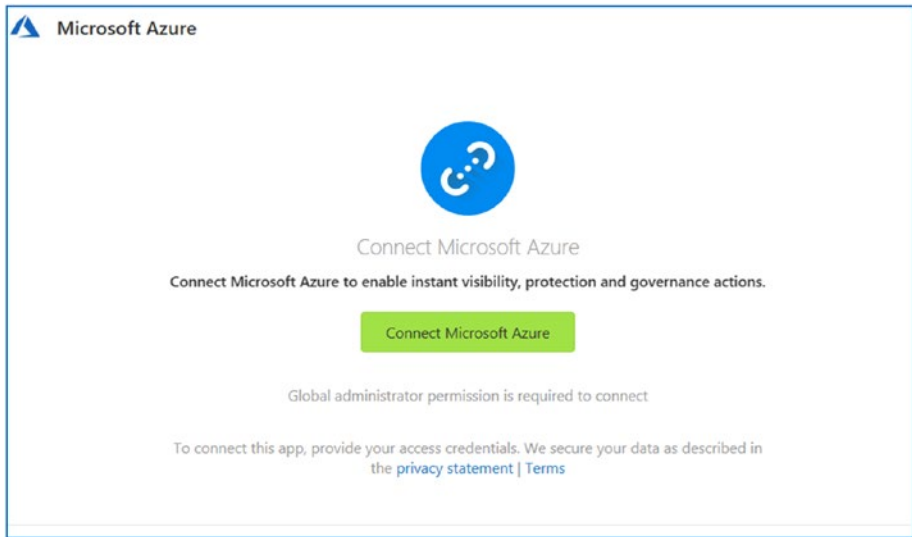 Microsoft Azure
Connect Microsoft Azure
Connect Microsoft Azure to enable instant visibility, protection and governance actions.
Connect Microsoft Azure
Global administrator permission is required to connect
To connect this app, provide your access credentials. We secure your data as described in
the privacy statement | Terms